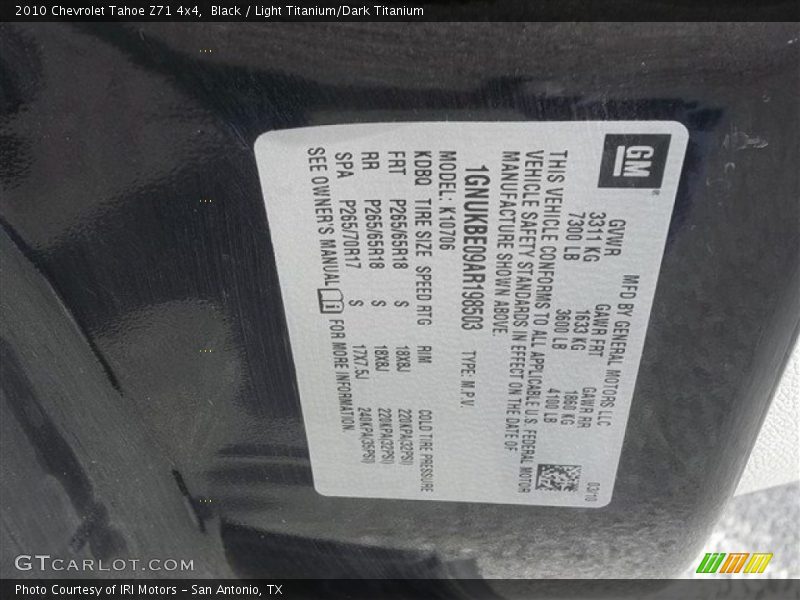 2010 Chevrolet Tahoe Z71 4x4,  Black / Light Titanium/Dark Titanium
GM
MFD BY GENERAL MOTORS LLC
03/10
GVWR GAWR FRT GAWR RR
3311 KG 1633 KG 1860 KG
7300 LB 3600 LB 4100 LB
THIS VEHICLE CONFORMS TO ALL APPLICABLE U.S. FEDERAL MOTOR
VEHICLE SAFETY STANDARDS IN EFFECT ON THE DATE OF
MANUFACTURE SHOWN ABOVE.
1GNUKBE09AR198503 TYPE: M.P.V.
MODEL: K10706
KDBQ TIRE SIZE SPEED RTG RIM COLD TIRE PRESSURE
FRT P265/65R18 S 18X8J 220KPA(32PSI)
RR P265/65R18 S 18X8J 220KPA(32PSI)
SPA P265/70R17 S 17X7.5J 240KPA(35PSI)
SEE OWNER'S MANUAL FOR MORE INFORMATION.
GTCARLOT.COM
Photo Courtesy of IRI Motors – San Antonio, TX